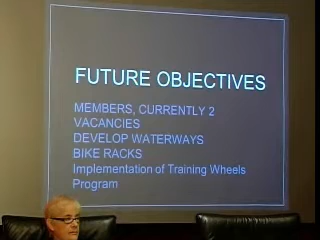 FUTURE OBJECTIVES
MEMBERS, CURRENTLY 2
VACANCIES
DEVELOP WATERWAYS
BIKE RACKS
Implementation of Training Wheels
Program